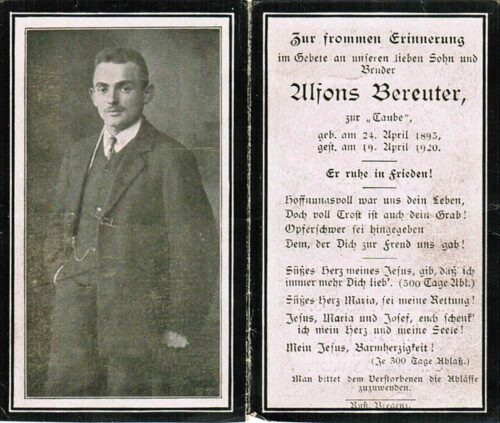 Zur frommen Erinnerung
im Gebete an unseren lieben Sohn und
Bruder
Alfons Bereuter,
zur „Taube“,
geb. am 24. April 1895,
gest. am 19. April 1920.
Er ruhe in Frieden!
Hoffnungsvoll war uns dein Leben,
Doch voll Trost ist auch dein Grab!
Opferschwer sei hingegeben
Dem, der Dich zur Freud uns gab!
Süßes Herz meines Jesus, gib, daß ich
immer mehr Dich lieb'. (300 Tage Abl.)
Süßes Herz Maria, sei meine Rettung!
Jesus, Maria und Josef, euch schenk'
ich mein Herz und meine Seele!
Mein Jesus, Barmherzigkeit!
(Je 300 Tage Ablaß.)
Man bittet dem Verstorbenen die Ablässe
zuzuwenden.
Bregenz.